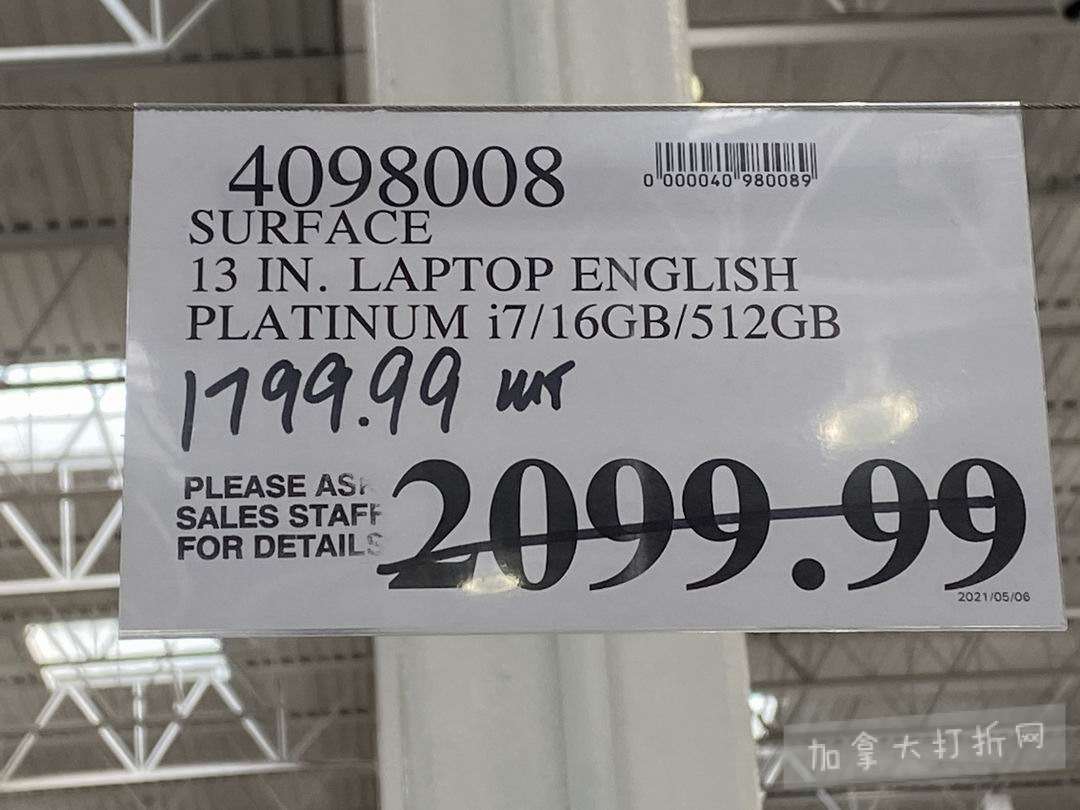 4098008
0 000040 980089
SURFACE
13 IN. LAPTOP ENGLISH
PLATINUM i7/16GB/512GB
1799.99
PLEASE ASK
SALES STAFF
FOR DETAILS
2099.99
2021/05/06
加拿大打折网